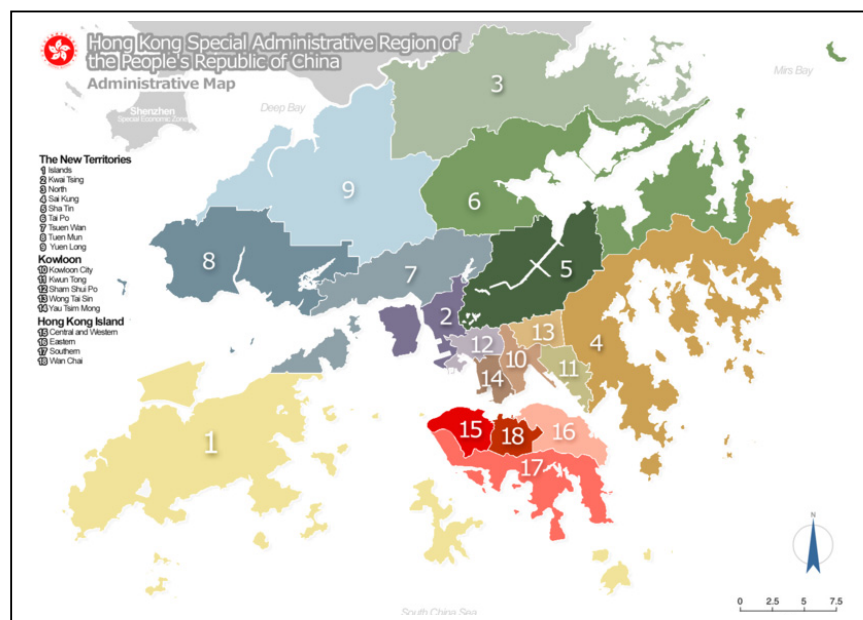 Hong Kong Special Administrative Region of
the People's Republic of China
Administrative Map
Deep Bay
Mirs Bay
Shenzhen
Special Economic Zone
The New Territories
1 Islands
2 Kwai Tsing
3 North
4 Sai Kung
5 Sha Tin
6 Tai Po
7 Tsuen Wan
8 Tuen Mun
9 Yuen Long
Kowloon
10 Kowloon City
11 Kwun Tong
12 Sham Shui Po
13 Wong Tai Sin
14 Yau Tsim Mong
Hong Kong Island
15 Central and Western
16 Eastern
17 Southern
18 Wan Chai
3
9
6
8
7
5
2
13
4
12
10
11
14
1
15
18
16
17
N
0 2.5 5 7.5
South China Sea